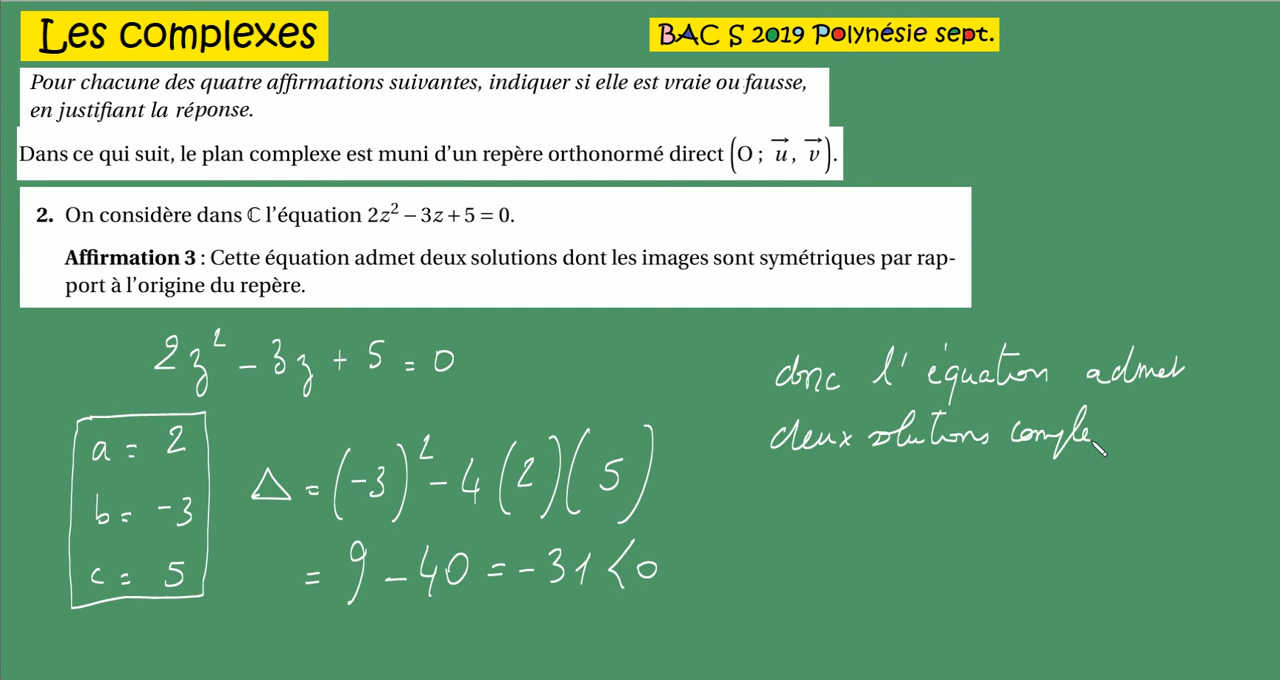 Les complexes
BAC S 2019 Polynésie sept.
Pour chacune des quatre affirmations suivantes, indiquer si elle est vraie ou fausse,
en justifiant la réponse.
Dans ce qui suit, le plan complexe est muni d'un repère orthonormé direct (O ; u⃗, v⃗).
2. On considère dans ℂ l'équation 2z² − 3z + 5 = 0.
Affirmation 3 : Cette équation admet deux solutions dont les images sont symétriques par rap-
port à l'origine du repère.
2z² − 3z + 5 = 0
a = 2
b = −3
c = 5
Δ = (−3)² − 4(2)(5)
= 9 − 40 = −31 < 0
donc l'équation admet
deux solutions comple